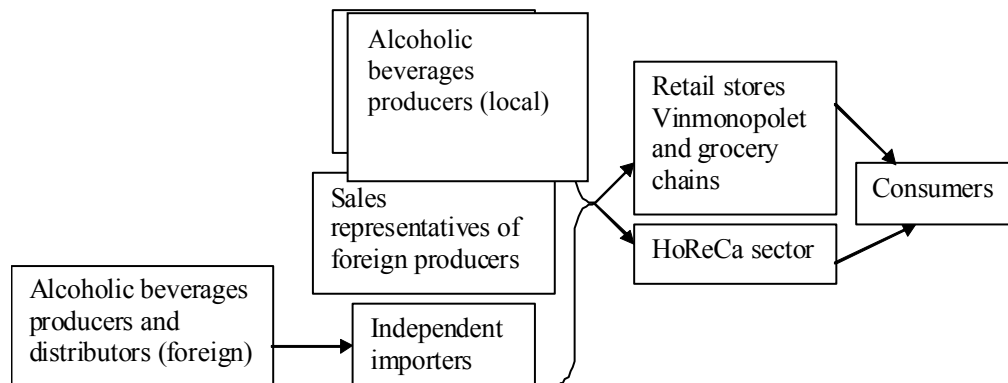 Alcoholic
beverages
producers (local)
Retail stores
Vinmonopolet
and grocery
chains
Consumers
Sales
representatives of
foreign producers
HoReCa sector
Alcoholic beverages
producers and
distributors (foreign)
Independent
importers